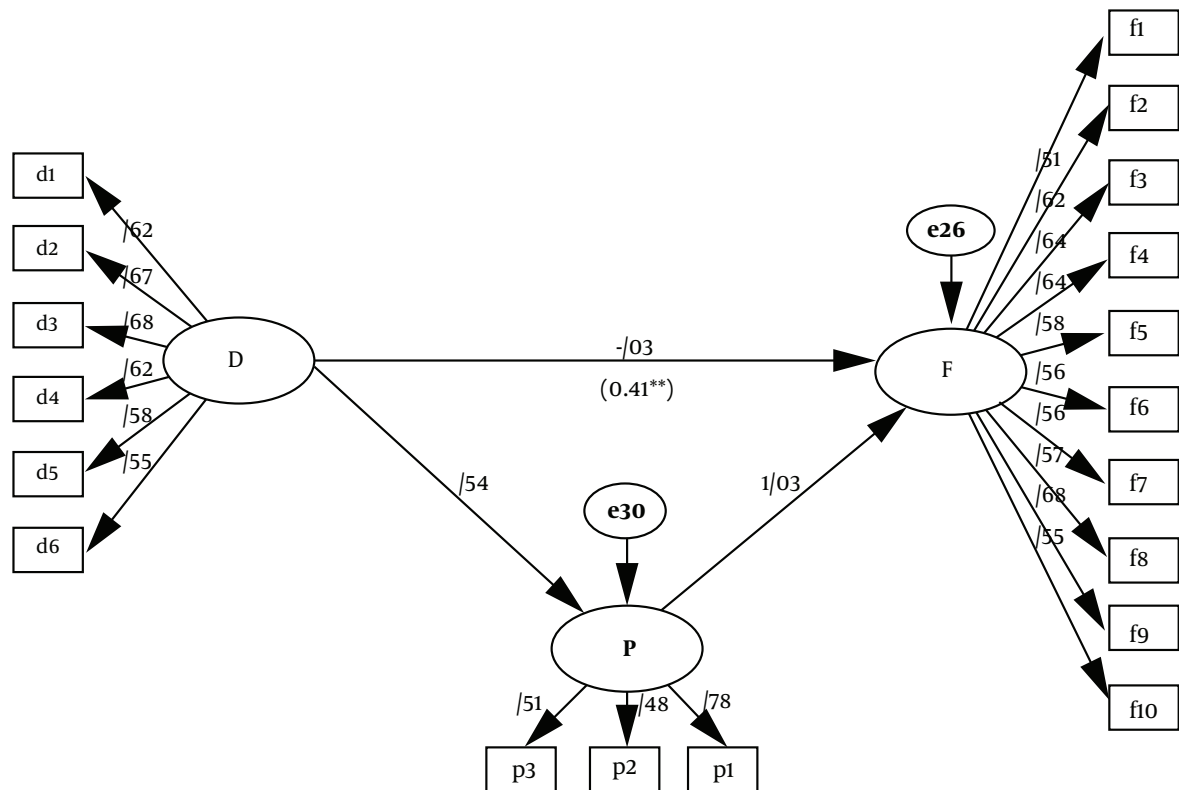 d1
d2
d3
d4
d5
d6
/62
/67
/68
/62
/58
/55
D
-/03
(0.41**)
/54
1/03
e30
P
/51
/48
/78
p3
p2
p1
e26
F
/51
/62
/64
/64
/58
/56
/56
/57
/68
/55
f1
f2
f3
f4
f5
f6
f7
f8
f9
f10